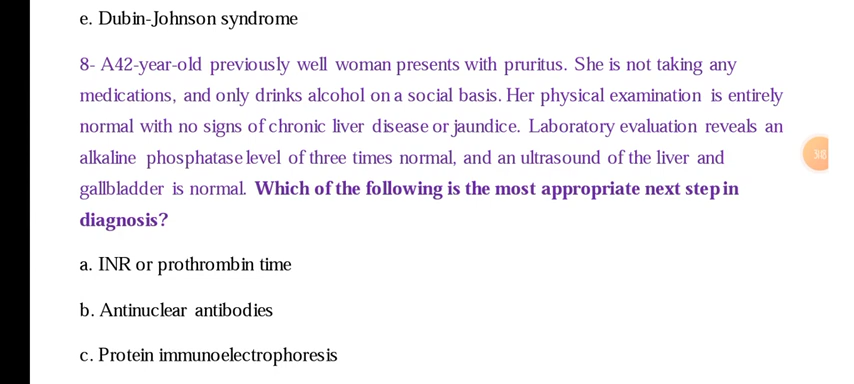 e. Dubin-Johnson syndrome
8- A42-year-old previously well woman presents with pruritus. She is not taking any
medications, and only drinks alcohol on a social basis. Her physical examination is entirely
normal with no signs of chronic liver disease or jaundice. Laboratory evaluation reveals an
alkaline phosphatase level of three times normal, and an ultrasound of the liver and
gallbladder is normal. Which of the following is the most appropriate next step in
diagnosis?
38
a. INR or prothrombin time
b. Antinuclear antibodies
c. Protein immunoelectrophoresis